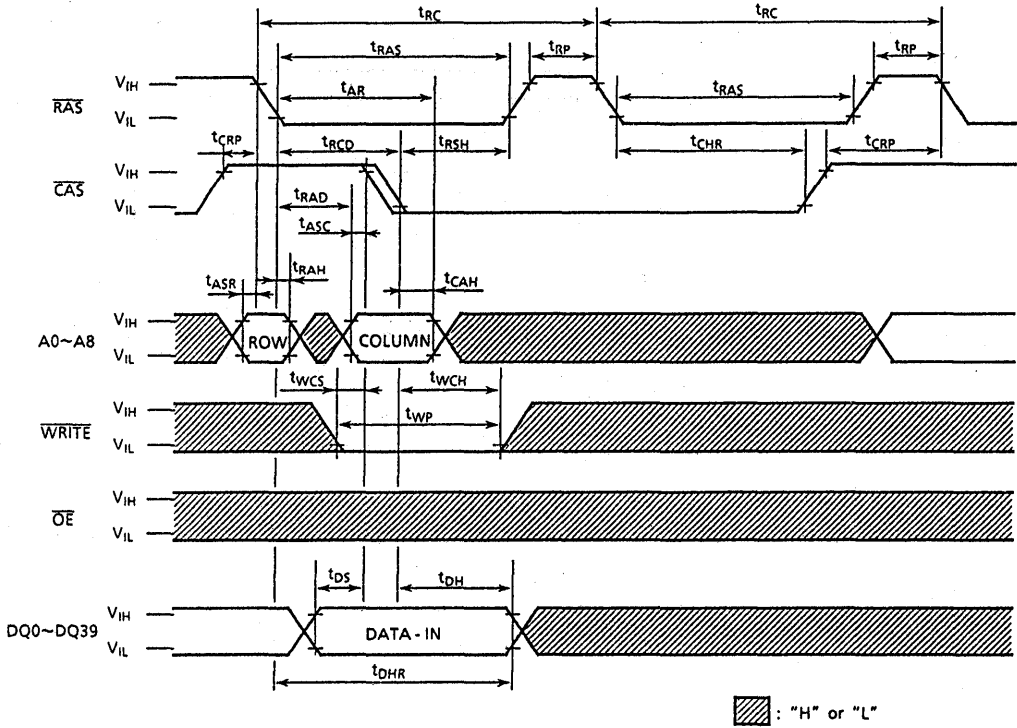 tRC tRC
tRAS tRP tRP
VIH
RAS
VIL
tAR tRAS
tCRP tRCD tRSH tCHR tCRP
VIH
CAS
VIL
tRAD
tASC
tASR tRAH tCAH
VIH
A0~A8 ROW COLUMN
VIL
tWCS tWCH
VIH
WRITE
VIL
tWP
VIH
OE
VIL
tDS tDH
VIH
DQ0~DQ39 DATA-IN
VIL
tDHR
: "H" or "L"